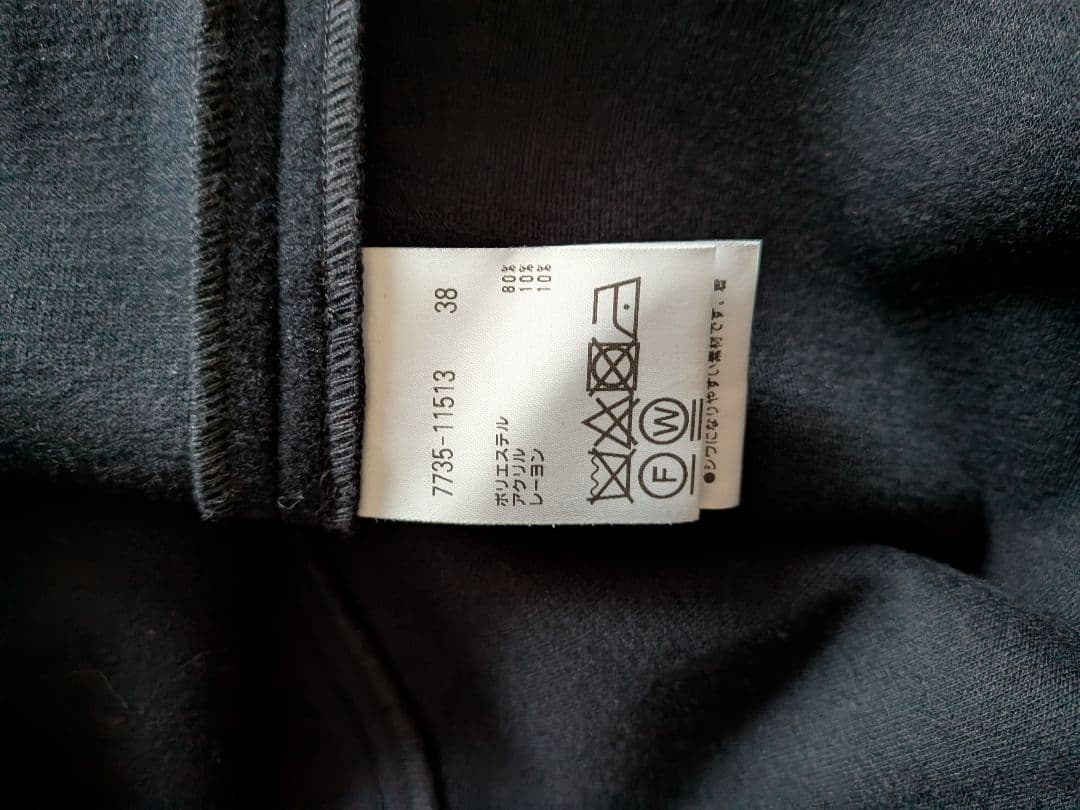 7735-11513 38
ポリエステル 80%
アクリル 10%
レーヨン 10%
F W
●シワになりやすい素材です。